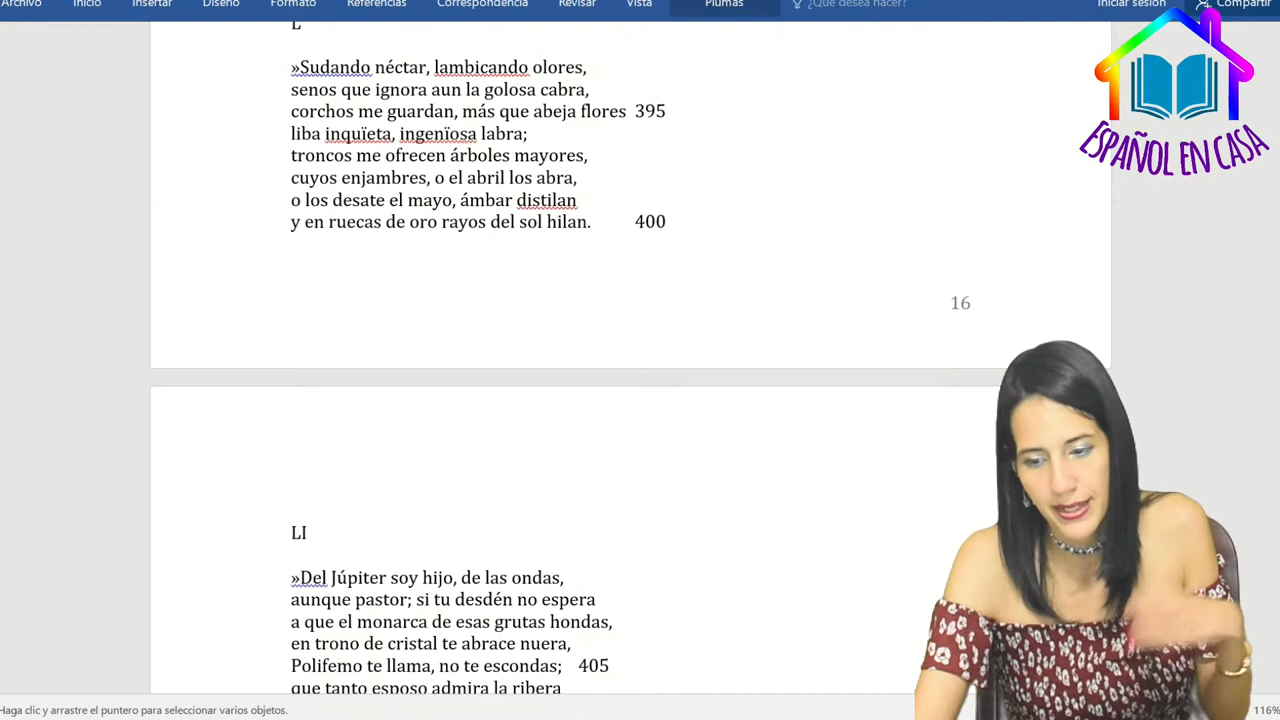 Archivo Inicio Insertar Diseño Formato Referencias Correspondencia Revisar Vista Plumas ¿Qué desea hacer? Iniciar sesión Compartir
ESPAÑOL EN CASA
L
»Sudando néctar, lambicando olores,
senos que ignora aun la golosa cabra,
corchos me guardan, más que abeja flores 395
liba inquïeta, ingenïosa labra;
troncos me ofrecen árboles mayores,
cuyos enjambres, o el abril los abra,
o los desate el mayo, ámbar distilan
y en ruecas de oro rayos del sol hilan. 400
16
LI
»Del Júpiter soy hijo, de las ondas,
aunque pastor; si tu desdén no espera
a que el monarca de esas grutas hondas,
en trono de cristal te abrace nuera,
Polifemo te llama, no te escondas; 405
que tanto esposo admira la ribera
Haga clic y arrastre el puntero para seleccionar varios objetos.
116%